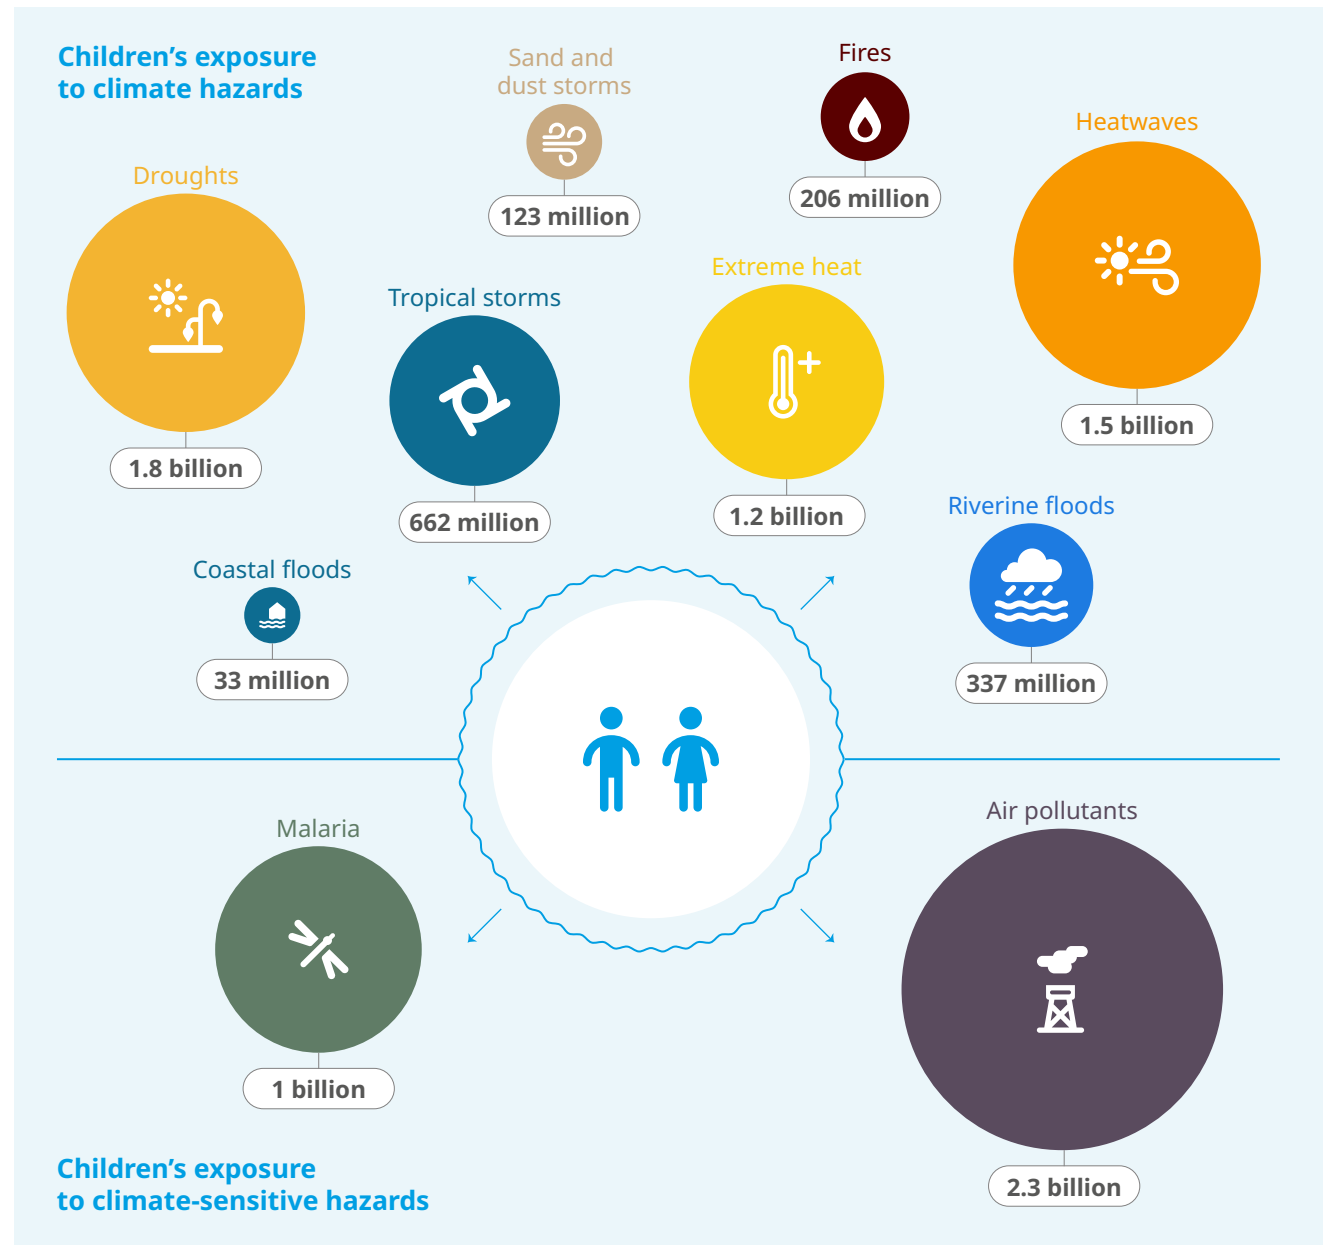 Children’s exposure
to climate hazards
Sand and
dust storms
123 million
Fires
206 million
Heatwaves
1.5 billion
Droughts
1.8 billion
Tropical storms
662 million
Extreme heat
1.2 billion
Coastal floods
33 million
Riverine floods
337 million
Malaria
1 billion
Air pollutants
2.3 billion
Children’s exposure
to climate-sensitive hazards